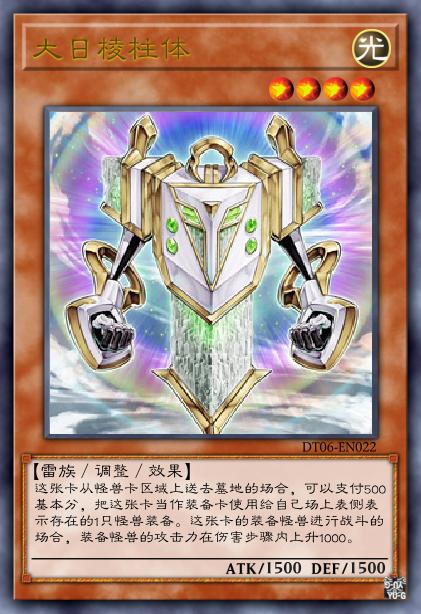 大日棱柱体
光
DT06-EN022
【雷族 / 调整 / 效果】
这张卡从怪兽卡区域上送去墓地的场合，可以支付500
基本分，把这张卡当作装备卡使用给自己场上表侧表
示存在的1只怪兽装备。这张卡的装备怪兽进行战斗的
场合，装备怪兽的攻击力在伤害步骤内上升1000。
ATK/1500 DEF/1500